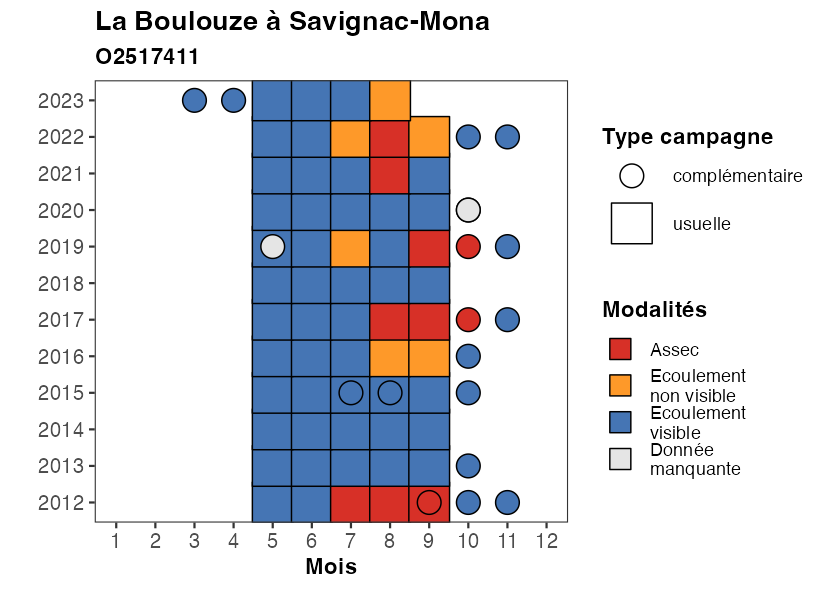 La Boulouze à Savignac-Mona
O2517411
2023
2022
2021
2020
2019
2018
2017
2016
2015
2014
2013
2012
1 2 3 4 5 6 7 8 9 10 11 12
Mois
Type campagne
complémentaire
usuelle
Modalités
Assec
Ecoulement
non visible
Ecoulement
visible
Donnée
manquante